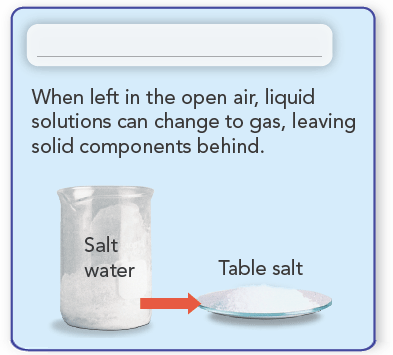 When left in the open air, liquid
solutions can change to gas, leaving
solid components behind.
Salt
water
Table salt